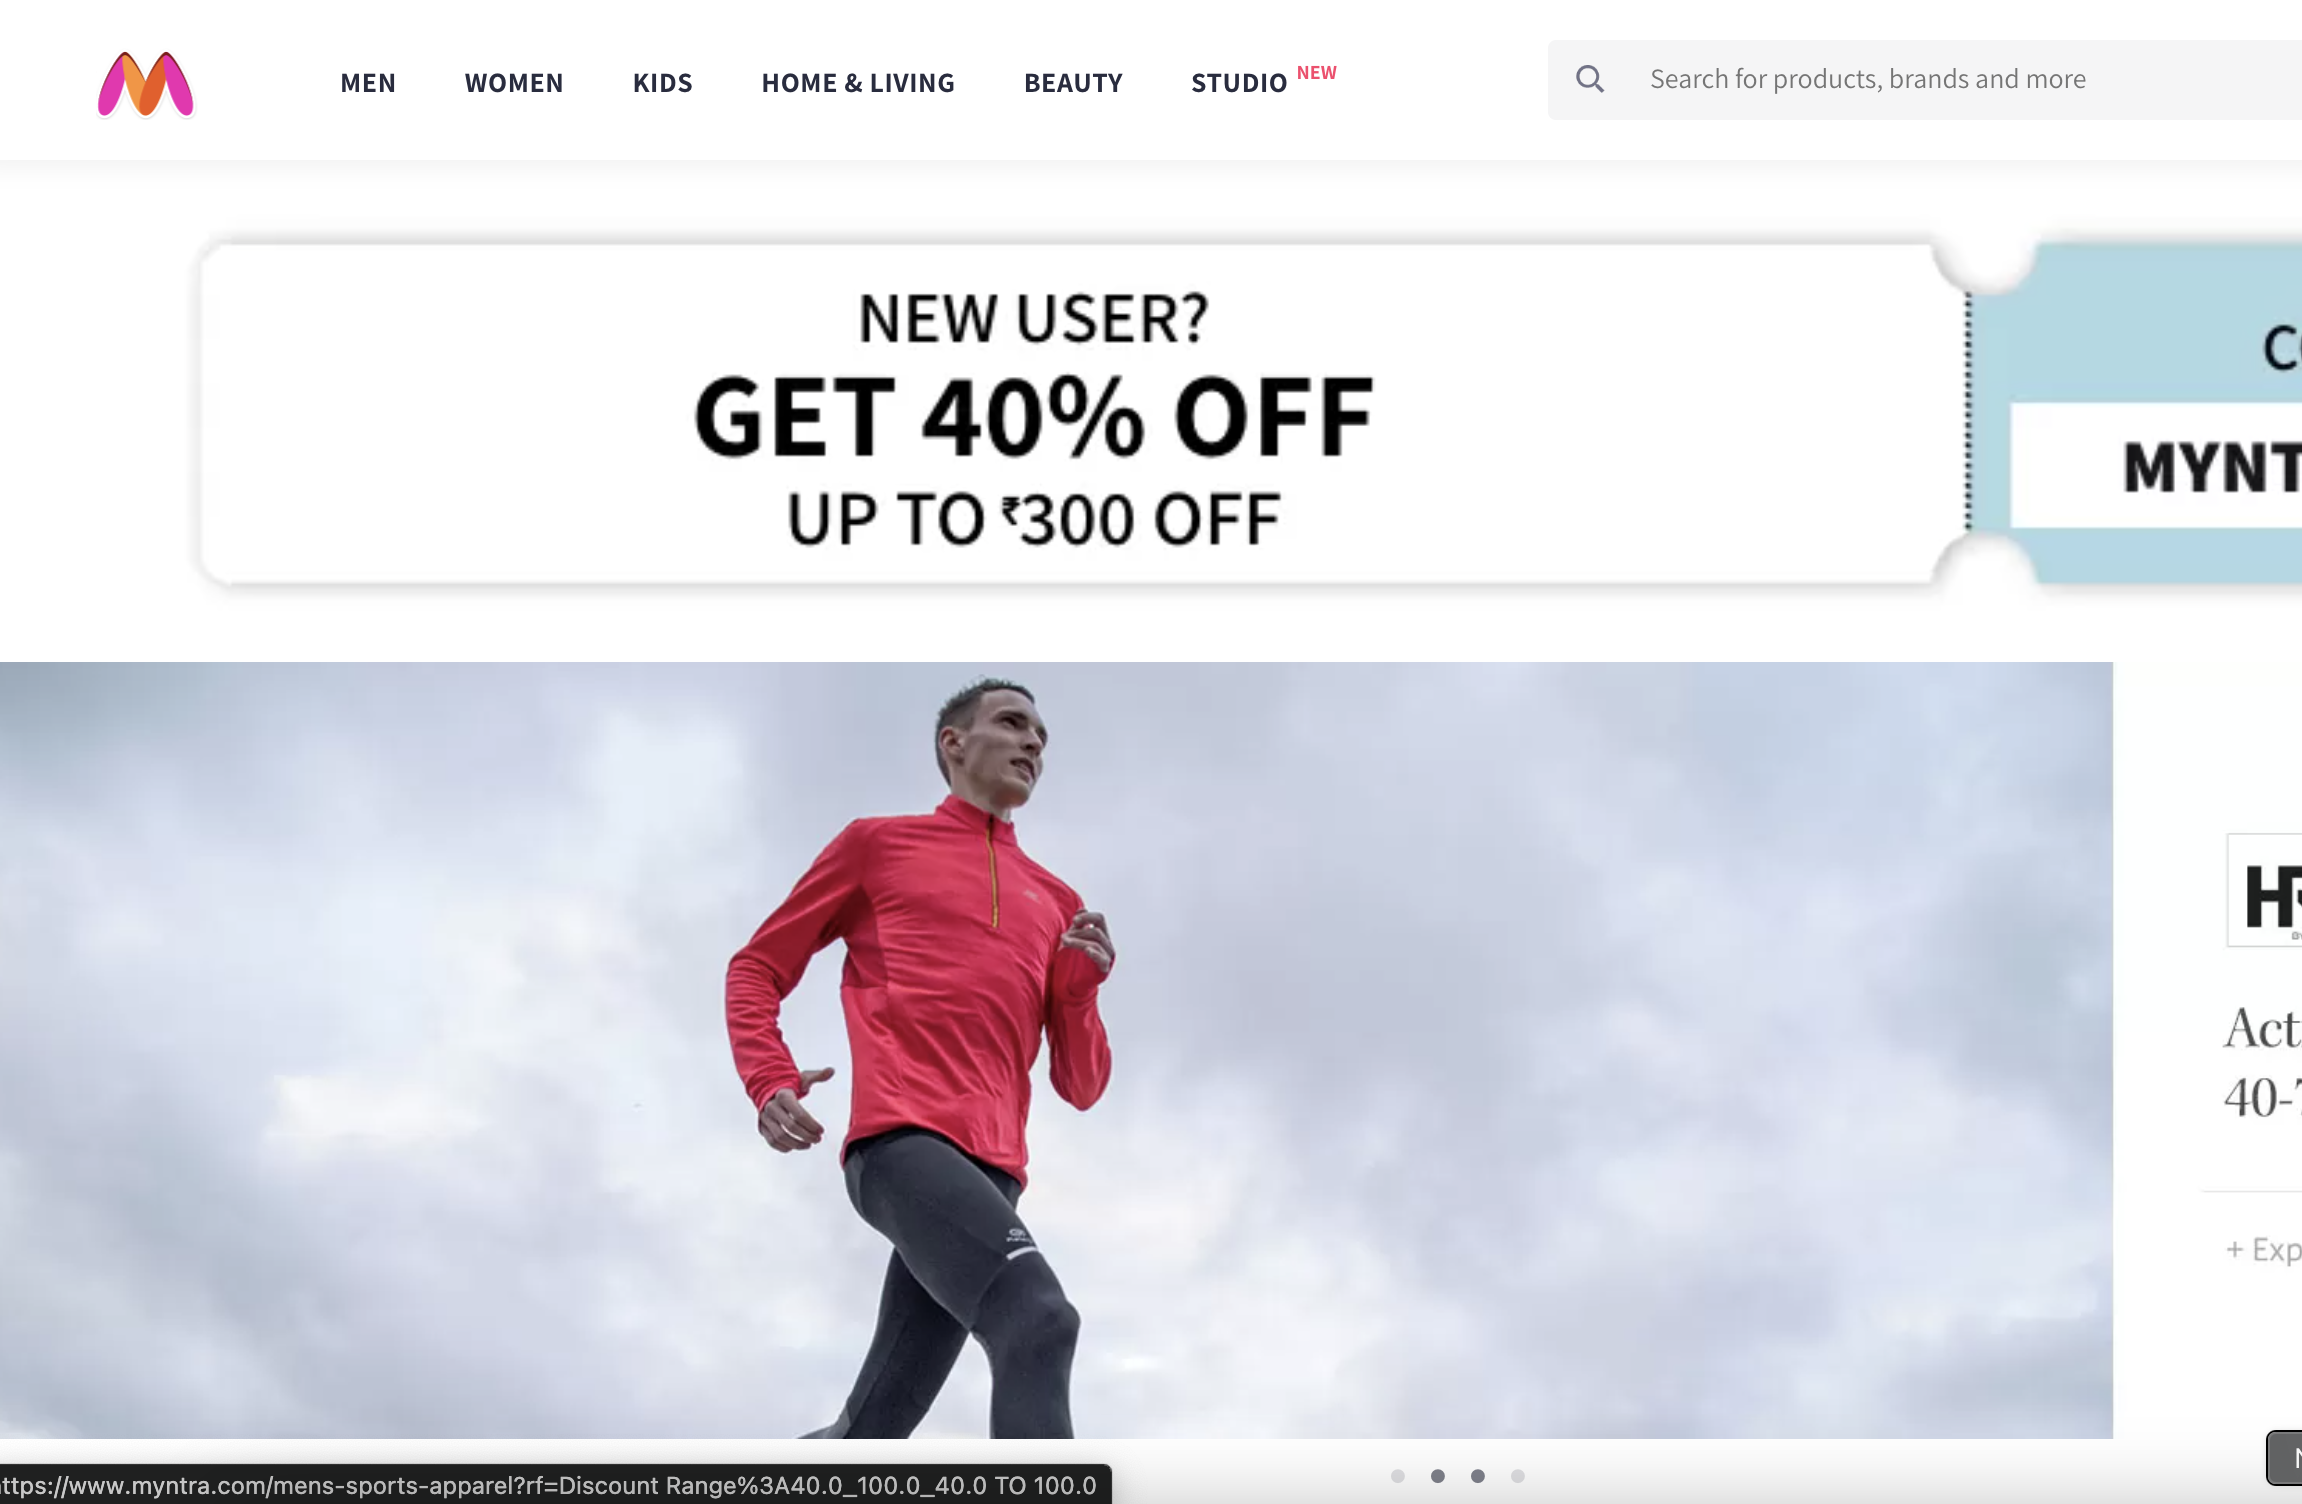 MEN WOMEN KIDS HOME & LIVING BEAUTY STUDIO NEW
Search for products, brands and more
NEW USER?
GET 40% OFF
UP TO ₹300 OFF
MYNT
Act
40-
+ Exp
ttps://www.myntra.com/mens-sports-apparel?rf=Discount Range%3A40.0_100.0_40.0 TO 100.0